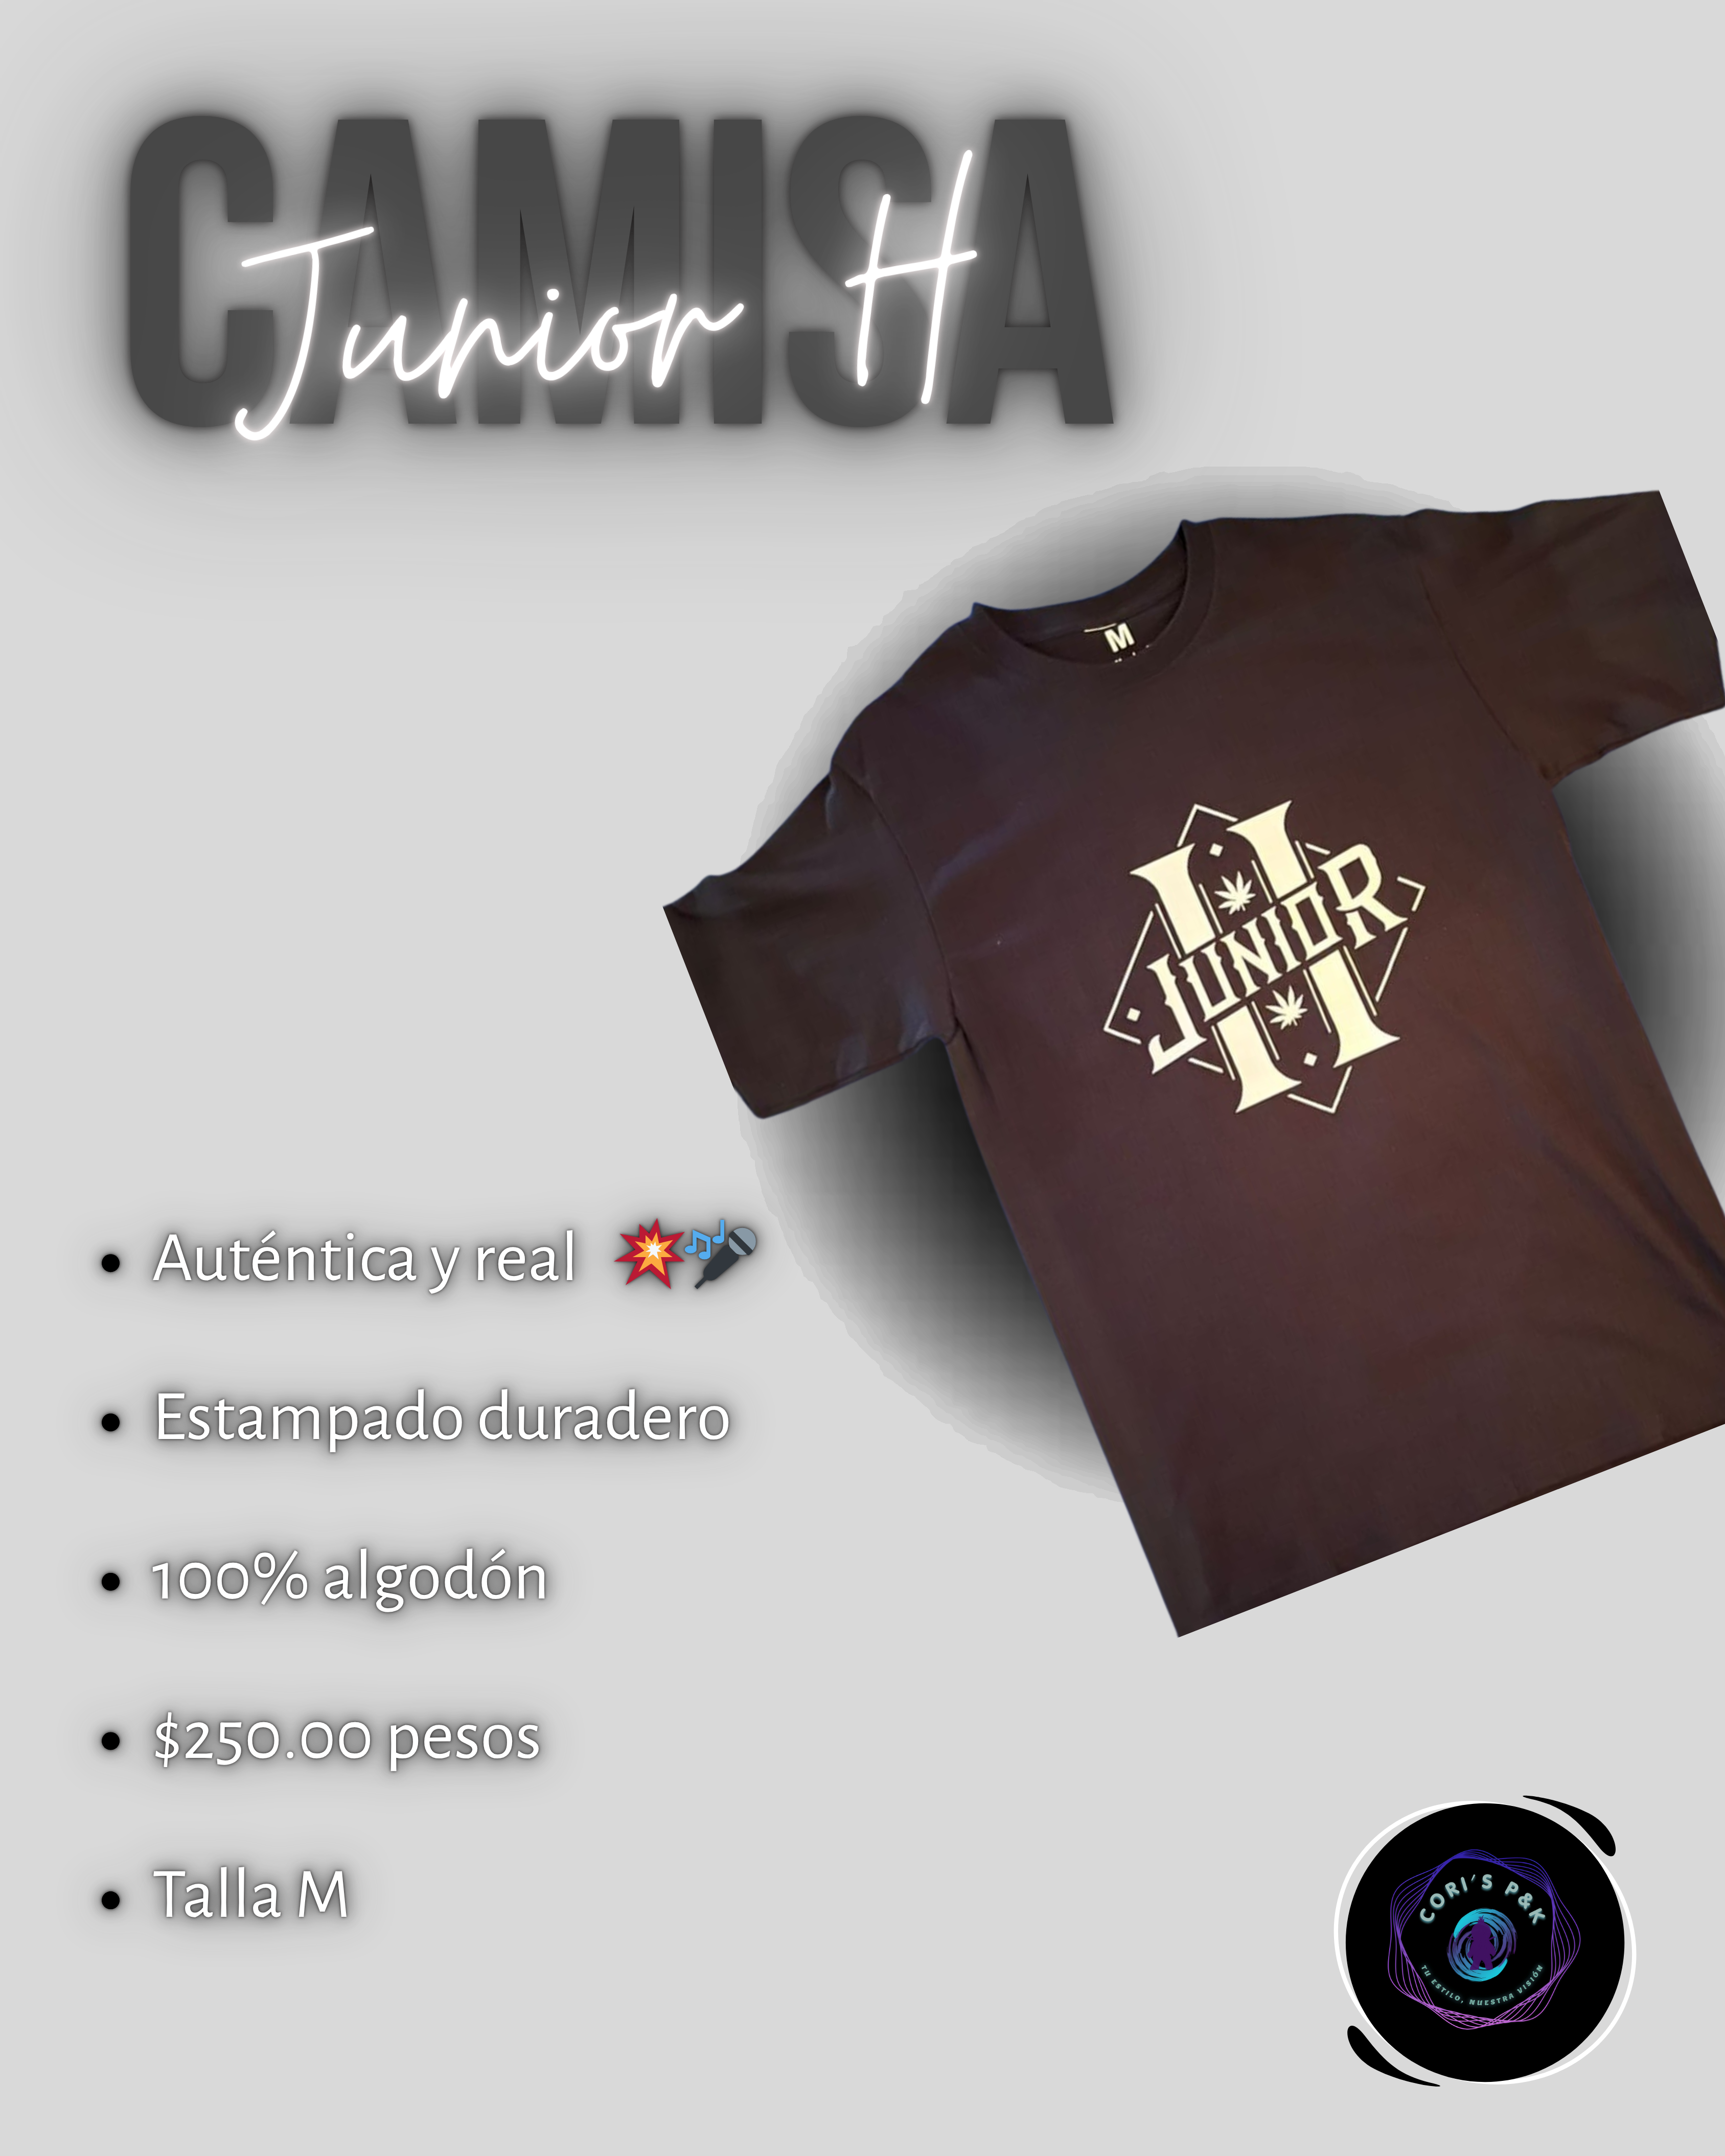 CAMISA
Junior H
M
H
JUNIOR
Auténtica y real 💥🎶🎤
Estampado duradero
100% algodón
$250.00 pesos
Talla M
CORI'S P&K
TU ESTILO, NUESTRA VISIÓN